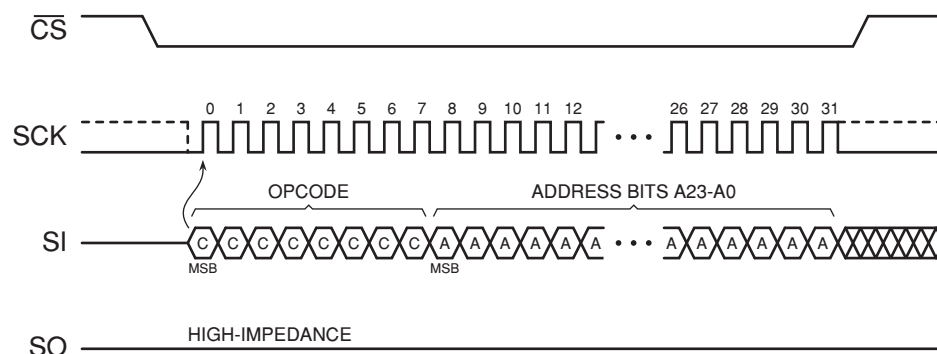 CS
0 1 2 3 4 5 6 7 8 9 10 11 12 26 27 28 29 30 31
SCK
OPCODE ADDRESS BITS A23-A0
SI C C C C C C C C A A A A A A A A A A A A
MSB MSB
HIGH-IMPEDANCE
SO